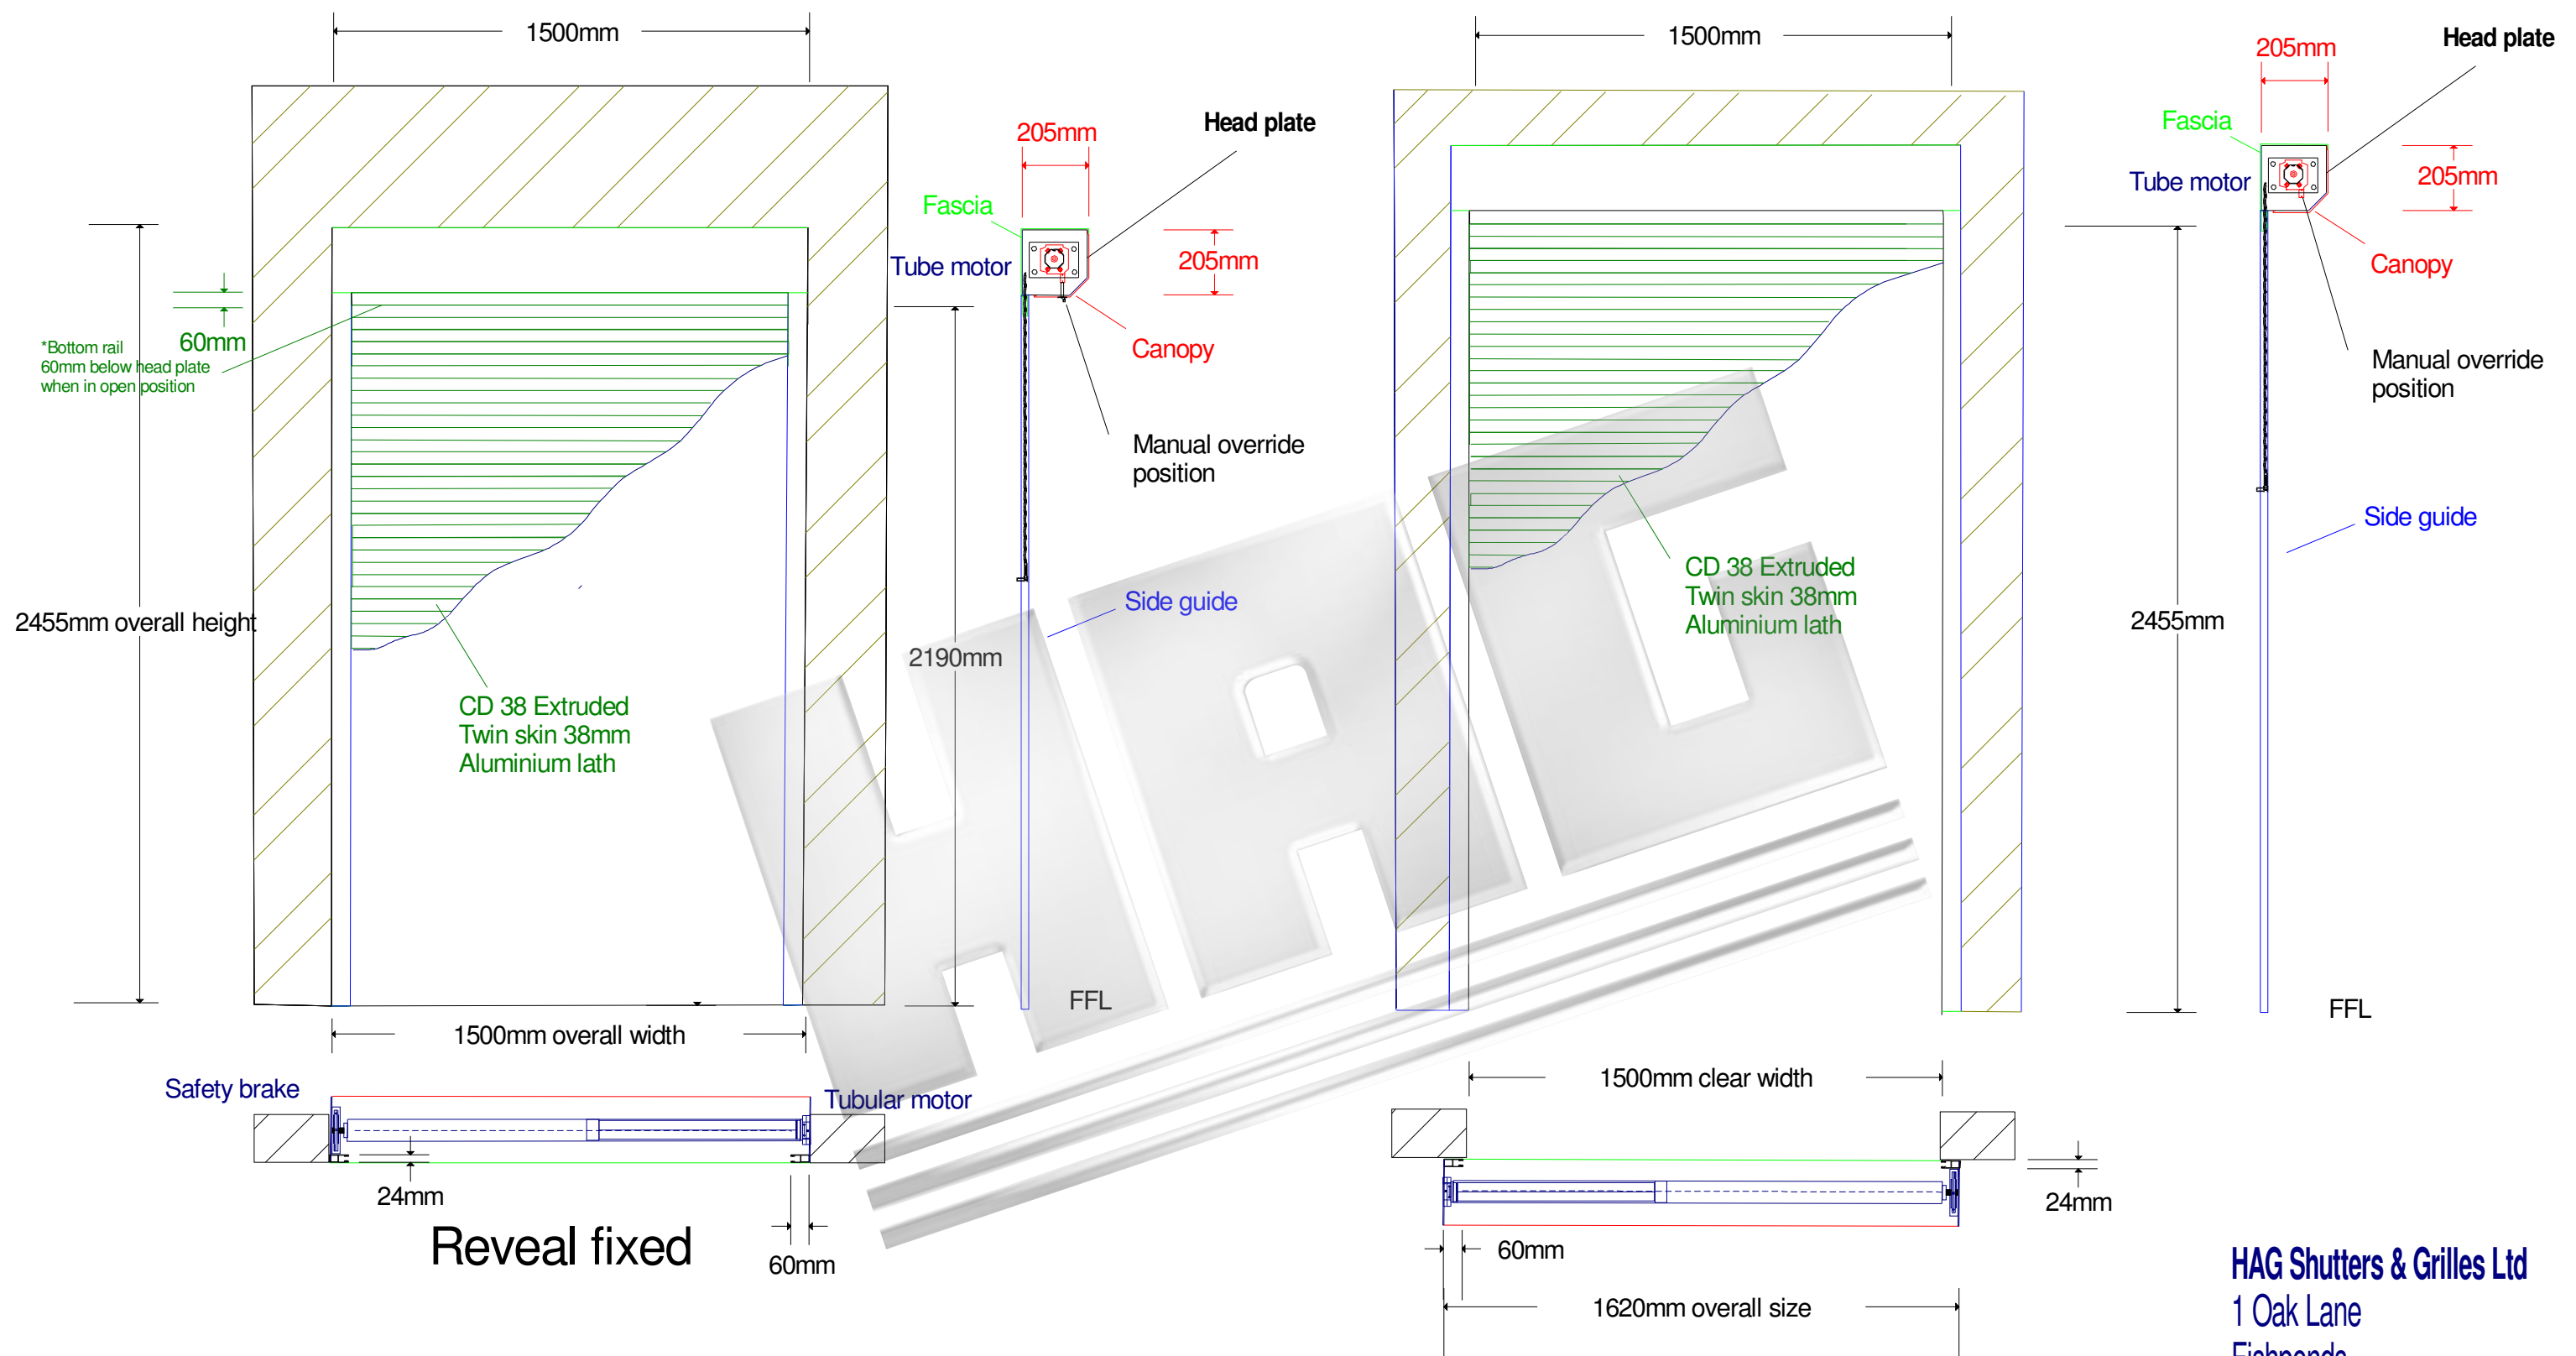 1500mm
1500mm
205mm
Head plate
205mm
Head plate
Fascia
Tube motor
205mm
Canopy
Manual override
position
Fascia
Tube motor
205mm
Canopy
Manual override
position
60mm
*Bottom rail
60mm below head plate
when in open position
2455mm overall height
CD 38 Extruded
Twin skin 38mm
Aluminium lath
2190mm
Side guide
FFL
CD 38 Extruded
Twin skin 38mm
Aluminium lath
2455mm
Side guide
FFL
HAG
1500mm overall width
Safety brake
Tubular motor
24mm
60mm
Reveal fixed
1500mm clear width
24mm
60mm
1620mm overall size
HAG Shutters & Grilles Ltd
1 Oak Lane
Fishponds